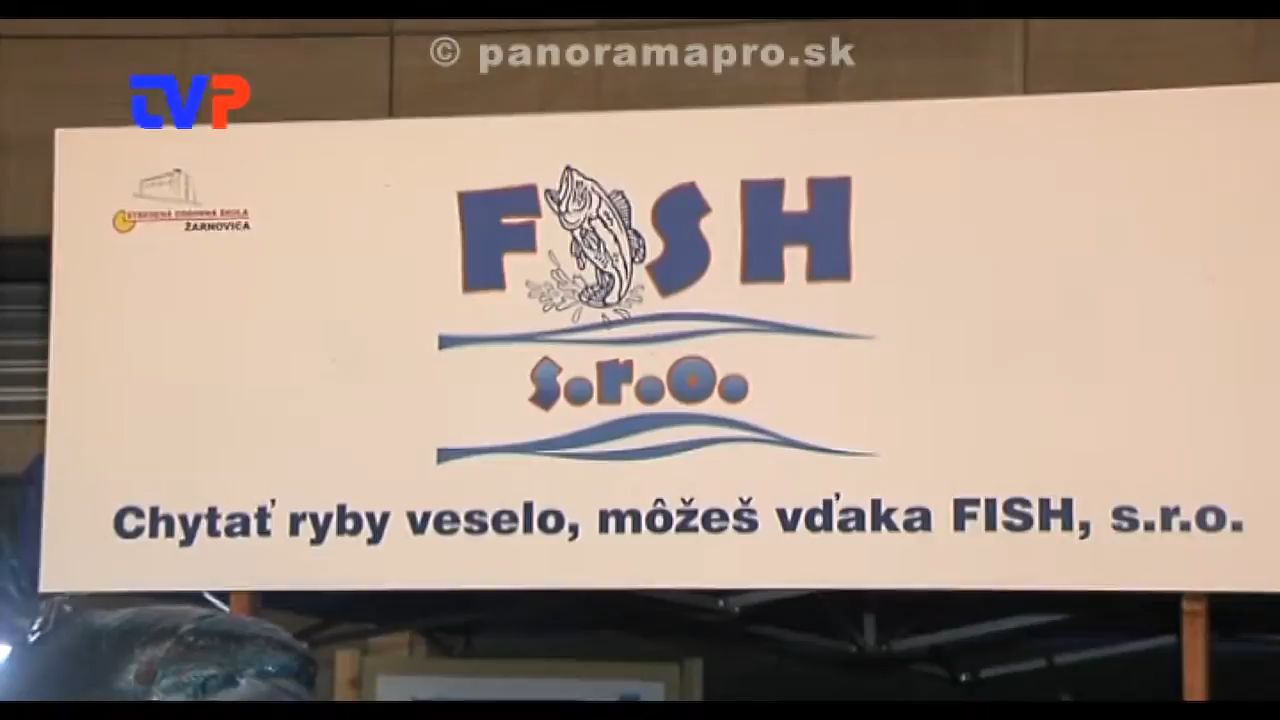 © panoramapro.sk
TVP
STREDNÁ ODBORNÁ ŠKOLA
ŽARNOVICA
FISH
s.r.o.
Chytať ryby veselo, môžeš vďaka FISH, s.r.o.